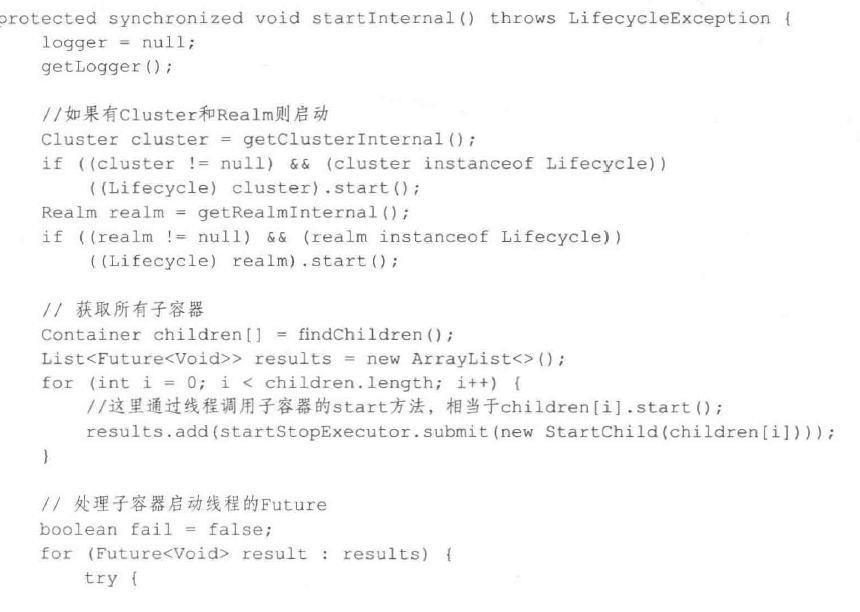 protected synchronized void startInternal() throws LifecycleException {
    logger = null;
    getLogger();

    //如果有Cluster和Realm则启动
    Cluster cluster = getClusterInternal();
    if ((cluster != null) && (cluster instanceof Lifecycle))
        ((Lifecycle) cluster).start();
    Realm realm = getRealmInternal();
    if ((realm != null) && (realm instanceof Lifecycle))
        ((Lifecycle) realm).start();

    // 获取所有子容器
    Container children[] = findChildren();
    List<Future<Void>> results = new ArrayList<>();
    for (int i = 0; i < children.length; i++) {
        //这里通过线程调用子容器的start方法，相当于children[i].start();
        results.add(startStopExecutor.submit(new StartChild(children[i])));
    }

    // 处理子容器启动线程的Future
    boolean fail = false;
    for (Future<Void> result : results) {
        try {